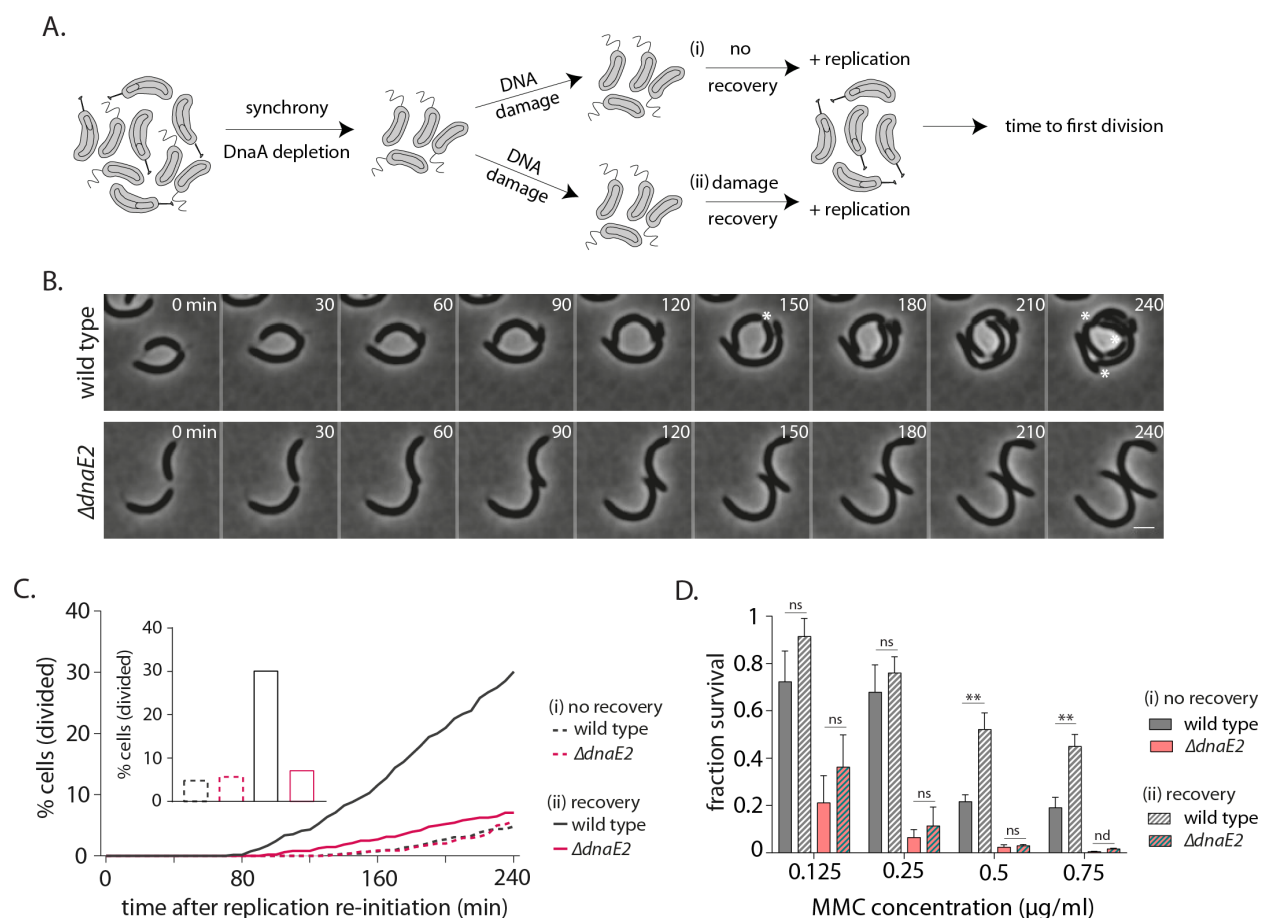 A.
synchrony
DnaA depletion
DNA
damage
DNA
damage
(i) no
recovery
(ii) damage
recovery
+ replication
+ replication
time to first division
B.
wild type
0 min 30 60 90 120 150 180 210 240
* * * *
ΔdnaE2
0 min 30 60 90 120 150 180 210 240
C.
% cells (divided)
40
30
20
10
0
0 80 160 240
time after replication re-initiation (min)
% cells (divided)
40
30
20
10
0
(i) no recovery
wild type
ΔdnaE2
(ii) recovery
wild type
ΔdnaE2
D.
fraction survival
1
0.8
0.6
0.4
0.2
0
ns
ns
ns
ns
**
ns
**
nd
0.125 0.25 0.5 0.75
MMC concentration (μg/ml)
(i) no recovery
wild type
ΔdnaE2
(ii) recovery
wild type
ΔdnaE2